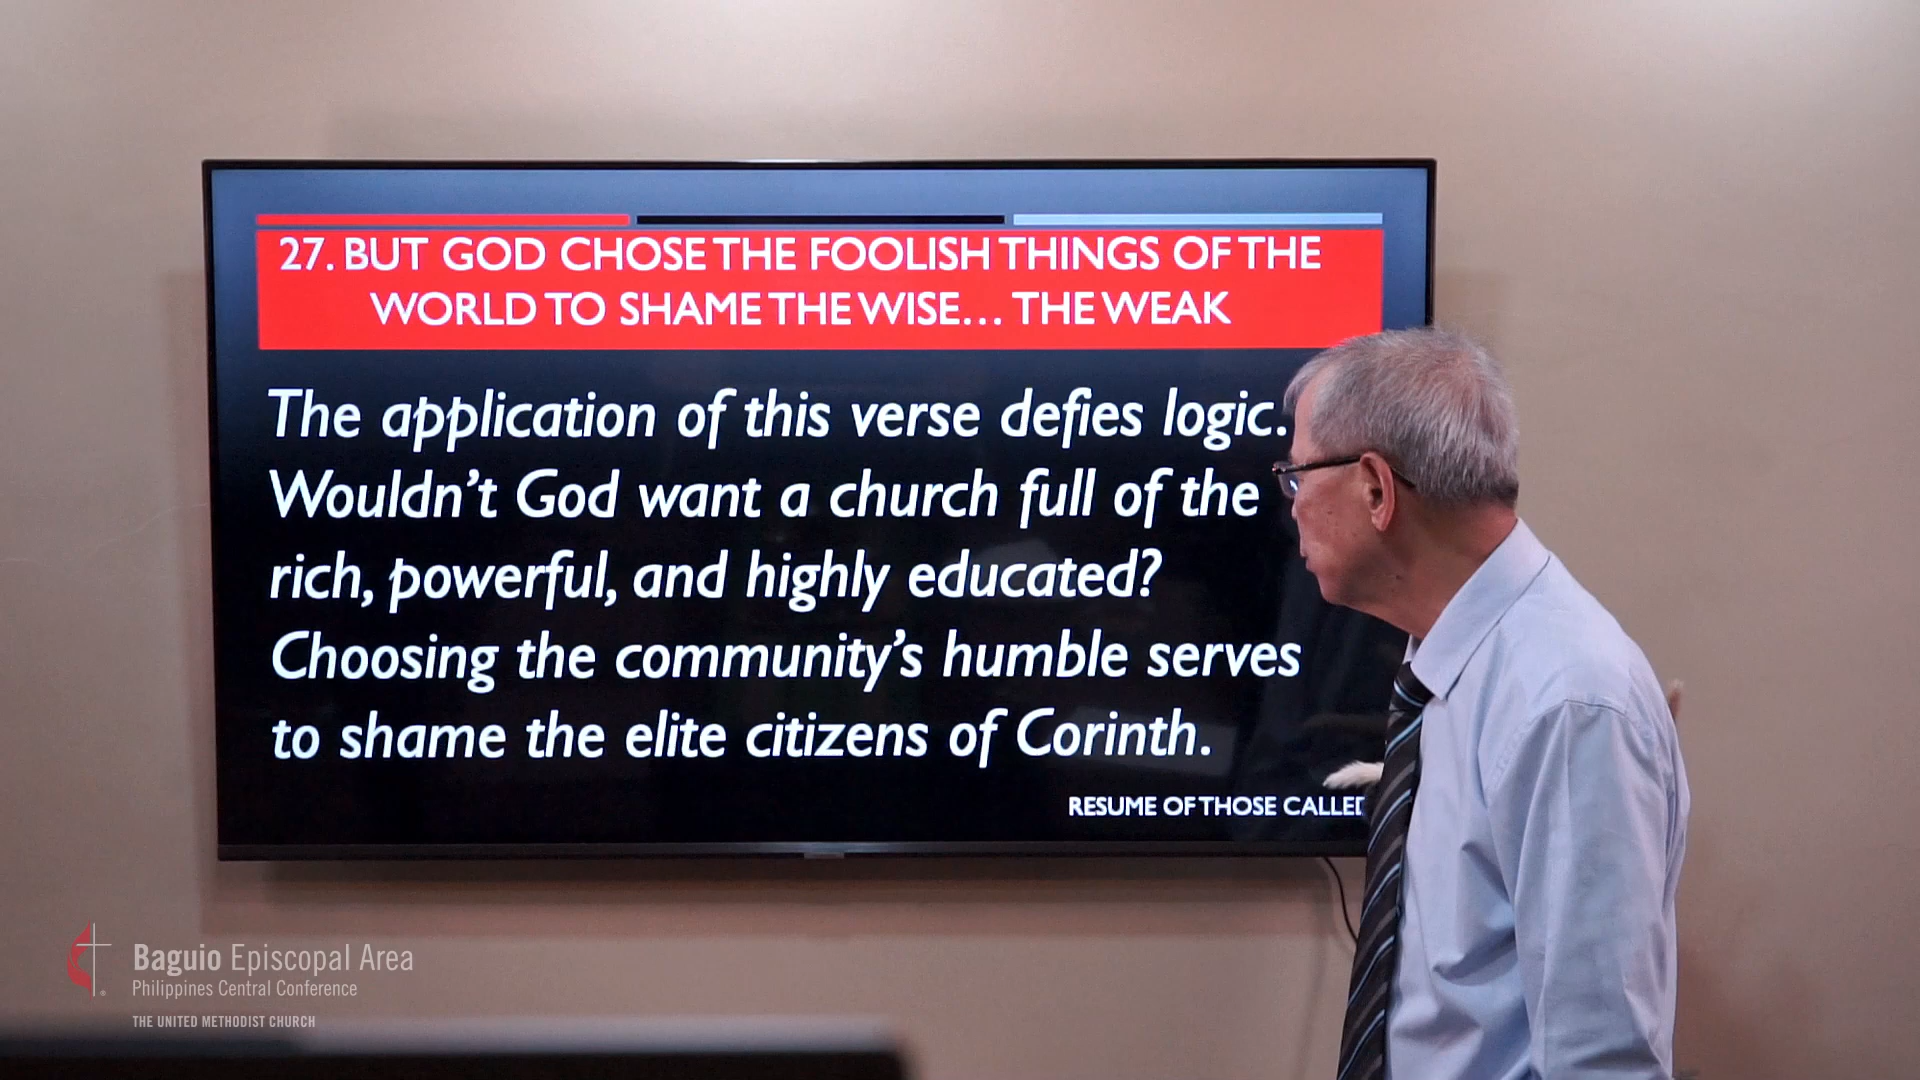 27. BUT GOD CHOSE THE FOOLISH THINGS OF THE
WORLD TO SHAME THE WISE… THE WEAK
The application of this verse defies logic.
Wouldn’t God want a church full of the
rich, powerful, and highly educated?
Choosing the community’s humble serves
to shame the elite citizens of Corinth.
RESUME OF THOSE CALLED
Baguio Episcopal Area
Philippines Central Conference
THE UNITED METHODIST CHURCH